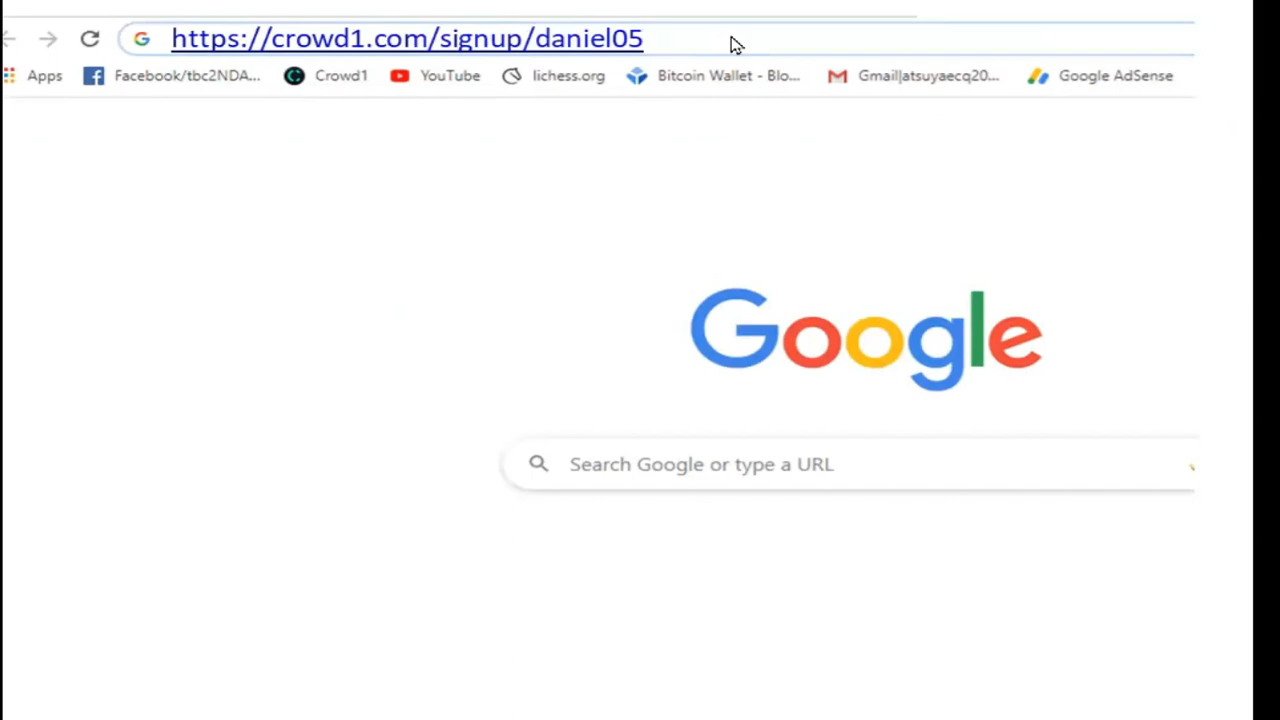 https://crowd1.com/signup/daniel05
Apps Facebook/tbc2NDA... Crowd1 YouTube lichess.org Bitcoin Wallet - Blo... Gmail|atsuyaecq20... Google AdSense
Google
Search Google or type a URL